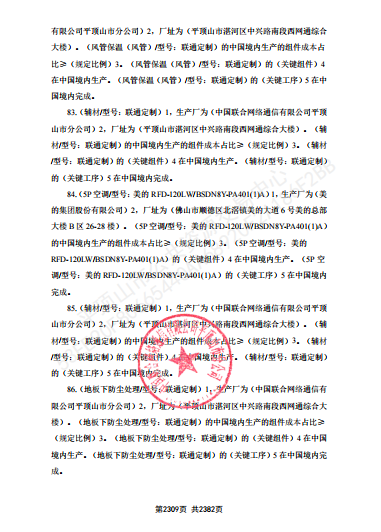 有限公司平顶山市分公司）2，厂址为（平顶山市湛河区中兴路南段西网通综合
大楼）。（风管保温（风管）/型号：联通定制）的中国境内生产的组件成本占
比≥（规定比例）3。（风管保温（风管）/型号：联通定制）的（关键组件）4
在中国境内生产。（风管保温（风管）/型号：联通定制）的（关键工序）5在中
国境内完成。
83.（辅材/型号：联通定制）1，生产厂为（中国联合网络通信有限公司平顶
山市分公司）2，厂址为（平顶山市湛河区中兴路南段西网通综合大楼）。（辅
材/型号：联通定制）的中国境内生产的组件成本占比≥（规定比例）3。（辅材
/型号：联通定制）的（关键组件）4在中国境内生产。（辅材/型号：联通定制）
的（关键工序）5在中国境内完成。
84.（5P空调/型号：美的RFD-120LW/BSDN8Y-PA401(1)A）1，生产厂为（美
的集团股份有限公司）2，厂址为（佛山市顺德区北滘镇美的大道6号美的总部
大楼B区26-28楼）。（5P空调/型号：美的RFD-120LW/BSDN8Y-PA401(1)A）
的中国境内生产的组件成本占比≥（规定比例）3。（5P空调/型号：美的
RFD-120LW/BSDN8Y-PA401(1)A）的（关键组件）4在中国境内生产。（5P空
调/型号：美的RFD-120LW/BSDN8Y-PA401(1)A）的（关键工序）5在中国境内
完成。
85.（辅材/型号：联通定制）1，生产厂为（中国联合网络通信有限公司平顶
山市分公司）2，厂址为（平顶山市湛河区中兴路南段西网通综合大楼）。（辅
材/型号：联通定制）的中国境内生产的组件成本占比≥（规定比例）3。（辅材
/型号：联通定制）的（关键组件）4在中国境内生产。（辅材/型号：联通定制）
的（关键工序）5在中国境内完成。
86.（地板下防尘处理/型号：联通定制）1，生产厂为（中国联合网络通信有
限公司平顶山市分公司）2，厂址为（平顶山市湛河区中兴路南段西网通综合大
楼）。（地板下防尘处理/型号：联通定制）的中国境内生产的组件成本占比≥
（规定比例）3。（地板下防尘处理/型号：联通定制）的（关键组件）4在中国
境内生产。（地板下防尘处理/型号：联通定制）的（关键工序）5在中国境内完
成。
第2309页 共2382页